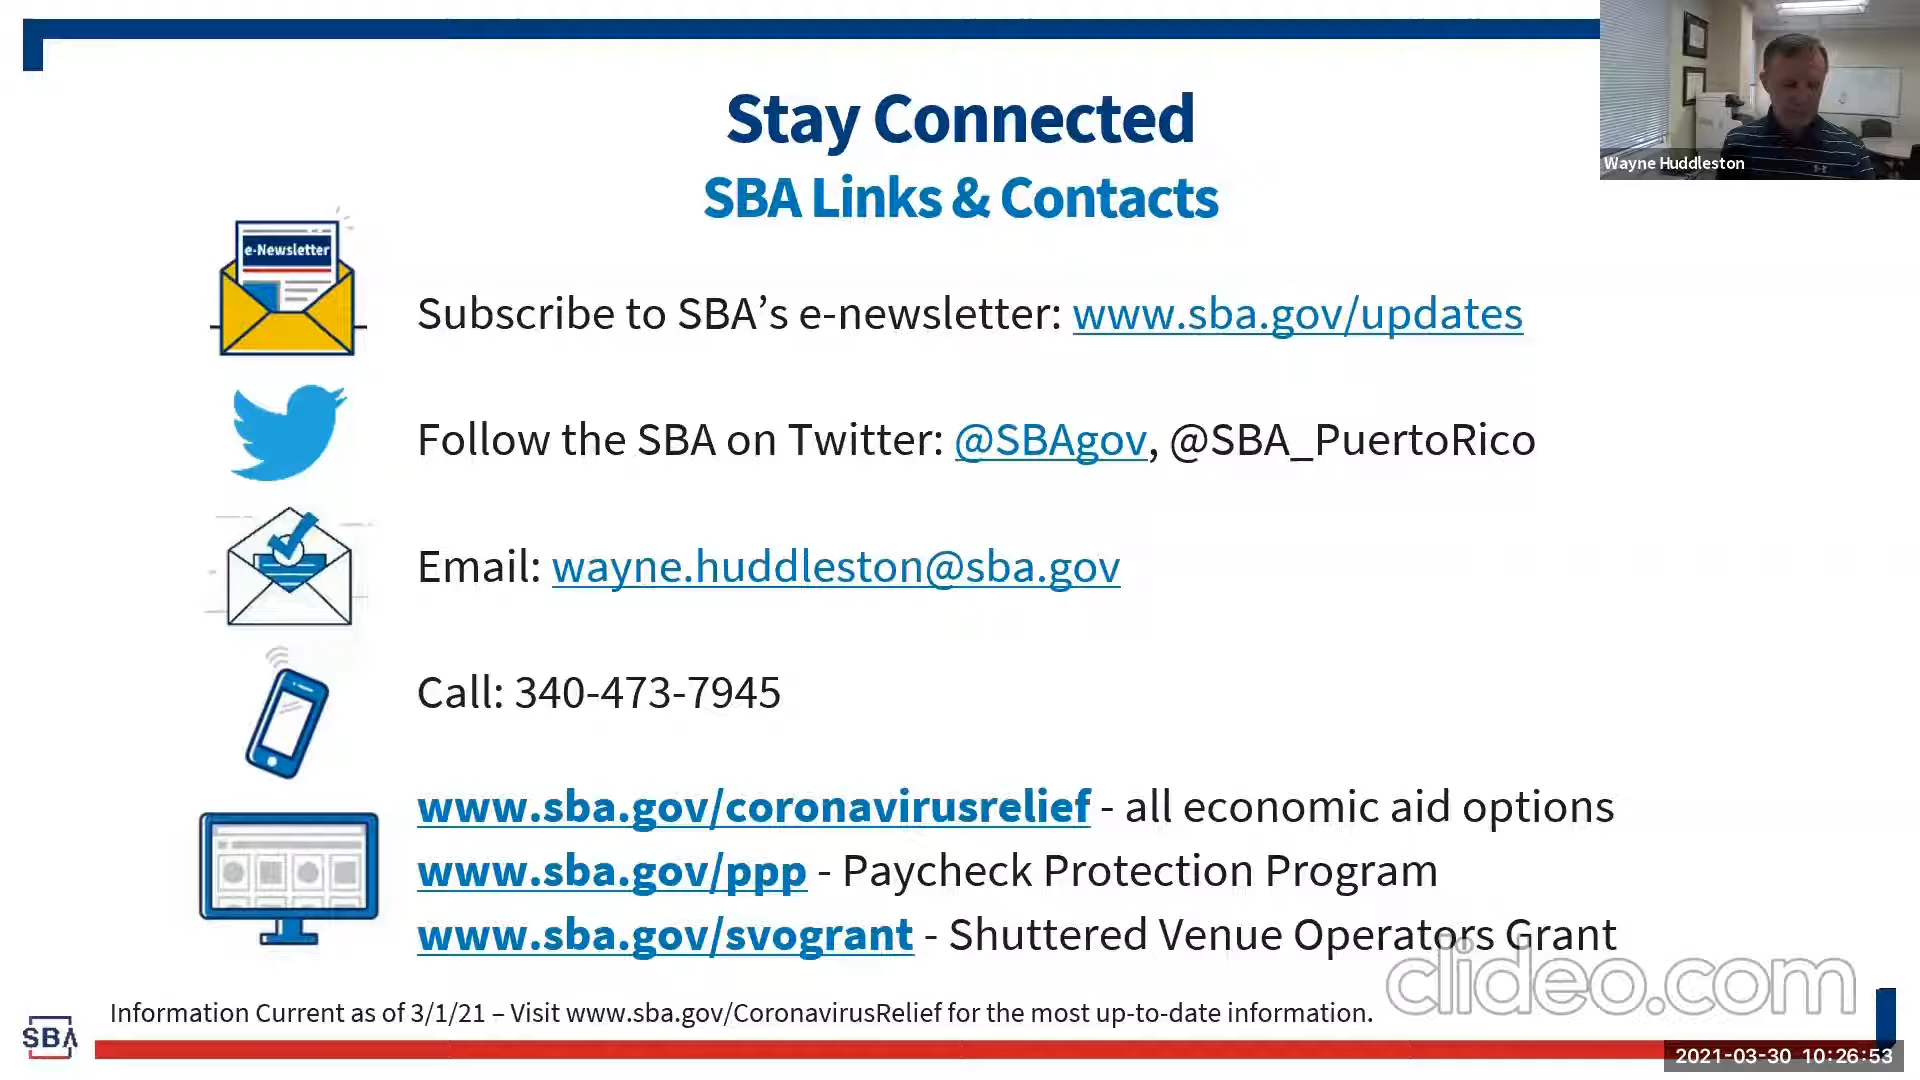 Stay Connected
SBA Links & Contacts
Wayne Huddleston
e-Newsletter
Subscribe to SBA’s e-newsletter: www.sba.gov/updates
Follow the SBA on Twitter: @SBAgov, @SBA_PuertoRico
Email: wayne.huddleston@sba.gov
Call: 340-473-7945
www.sba.gov/coronavirusrelief - all economic aid options
www.sba.gov/ppp - Paycheck Protection Program
www.sba.gov/svogrant - Shuttered Venue Operators Grant
clideo.com
Information Current as of 3/1/21 – Visit www.sba.gov/CoronavirusRelief for the most up-to-date information.
SBA
2021-03-30 10:26:53